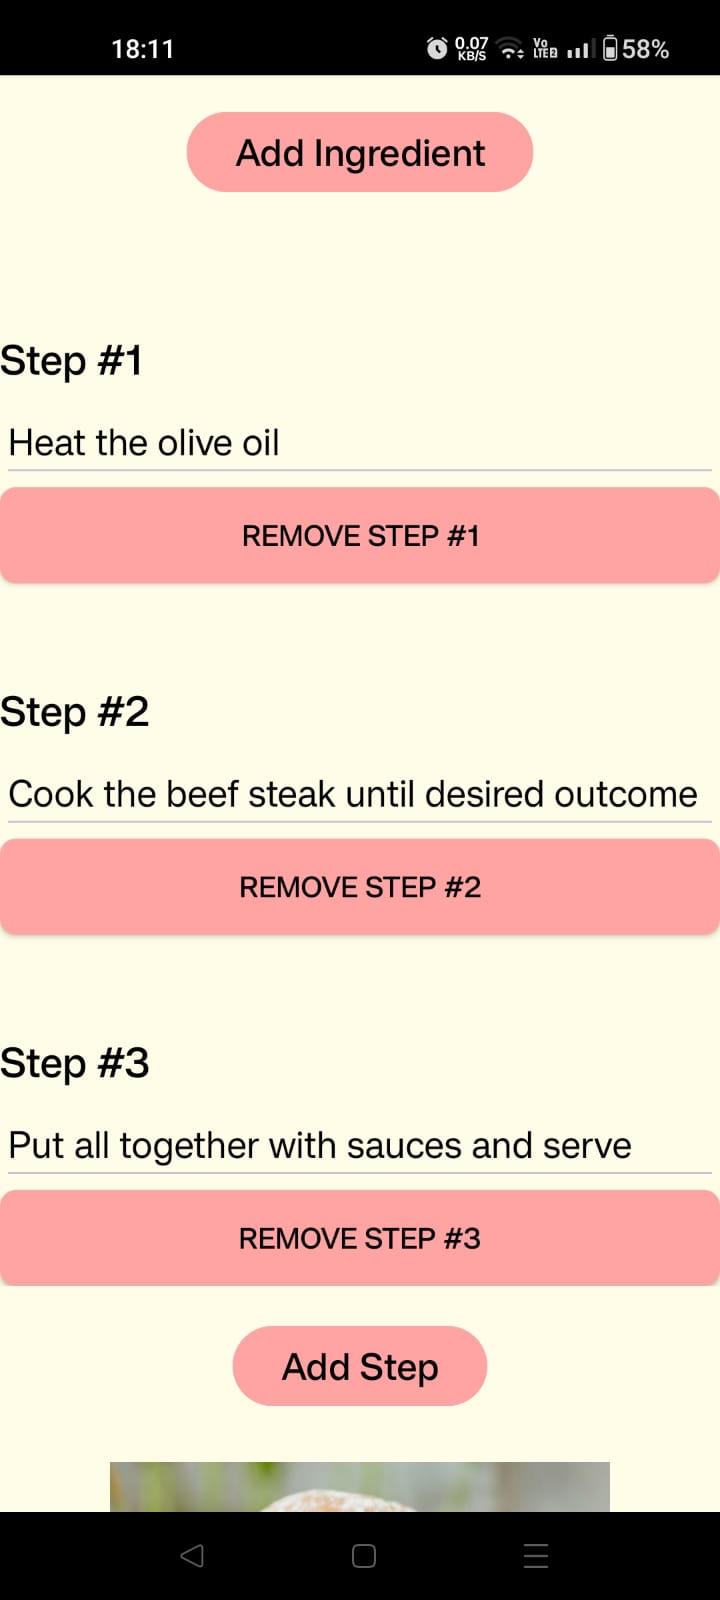 18:11
0.07 KB/S Vo LTE2 58%
Add Ingredient
Step #1
Heat the olive oil
REMOVE STEP #1
Step #2
Cook the beef steak until desired outcome
REMOVE STEP #2
Step #3
Put all together with sauces and serve
REMOVE STEP #3
Add Step